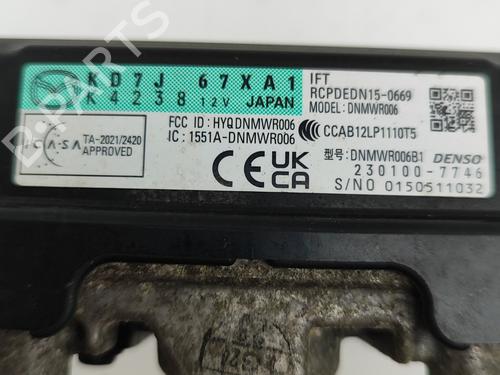 KD7J 67XA1
K4238 12V JAPAN
IFT
RCPDEDN15-0669
MODEL: DNMWR006
FCC ID : HYQDNMWR006
IC : 1551A-DNMWR006
CCAB12LP1110T5
ICASA
TA-2021/2420
APPROVED
CE UK
CA
型号: DNMWR006B1 DENSO
230100-7746
S/NO 0150511032
B-PARTS